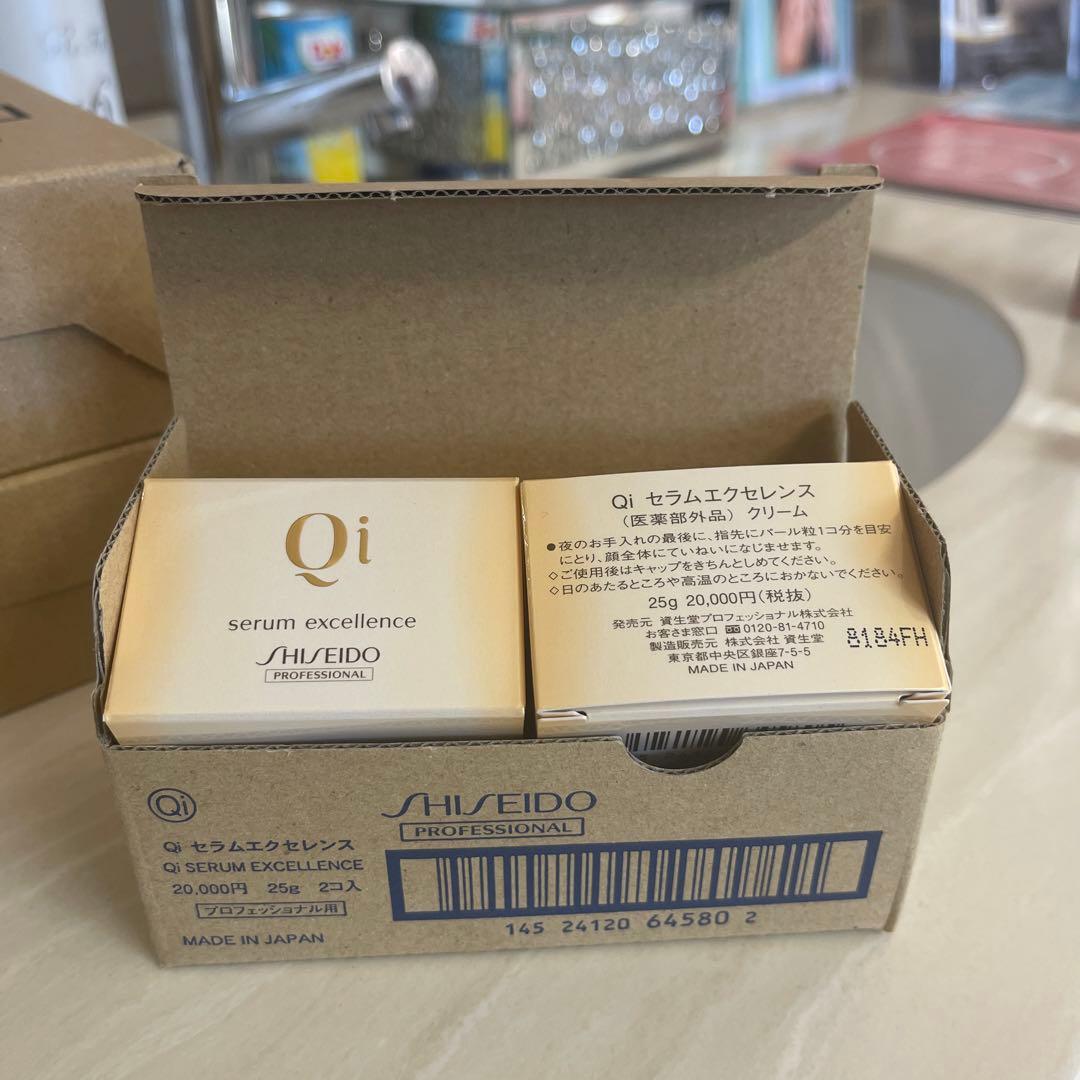 Qi
serum excellence
SHISEIDO
PROFESSIONAL
Qi セラムエクセレンス
(医薬部外品) クリーム
●夜のお手入れの最後に、指先にパール粒1コ分を目安
にとり、顔全体にていねいになじませます。
◇ご使用後はキャップをきちんとしめてください。
◇日のあたるところや高温のところにおかないでください。
25g 20,000円(税抜)
発売元 資生堂プロフェッショナル株式会社
お客さま窓口 0120-81-4710
製造販売元 株式会社 資生堂
東京都中央区銀座7-5-5
MADE IN JAPAN
8184FH
Qi
Qi セラムエクセレンス
Qi SERUM EXCELLENCE
20,000円 25g 2コ入
プロフェッショナル用
MADE IN JAPAN
SHISEIDO
PROFESSIONAL
145 24120 64580 2